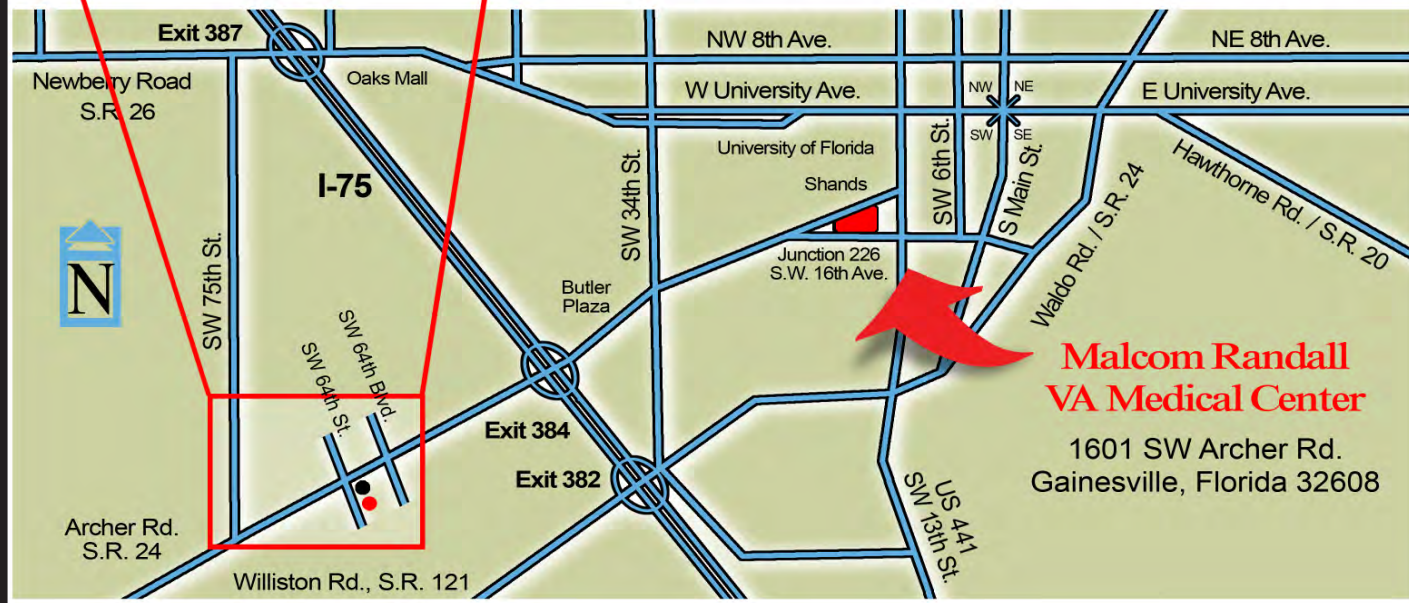 Exit 387
NW 8th Ave.
NE 8th Ave.
Newberry Road
S.R. 26
Oaks Mall
W University Ave.
NW
NE
E University Ave.
SW
SE
University of Florida
Shands
I-75
SW 34th St.
SW 6th St.
S Main St.
Waldo Rd. / S.R. 24
Hawthorne Rd. / S.R. 20
N
SW 75th St.
Junction 226
S.W. 16th Ave.
Butler
Plaza
SW 64th St.
SW 64th Blvd.
Malcom Randall
VA Medical Center
1601 SW Archer Rd.
Gainesville, Florida 32608
Exit 384
Exit 382
US 441
SW 13th St.
Archer Rd.
S.R. 24
Williston Rd., S.R. 121